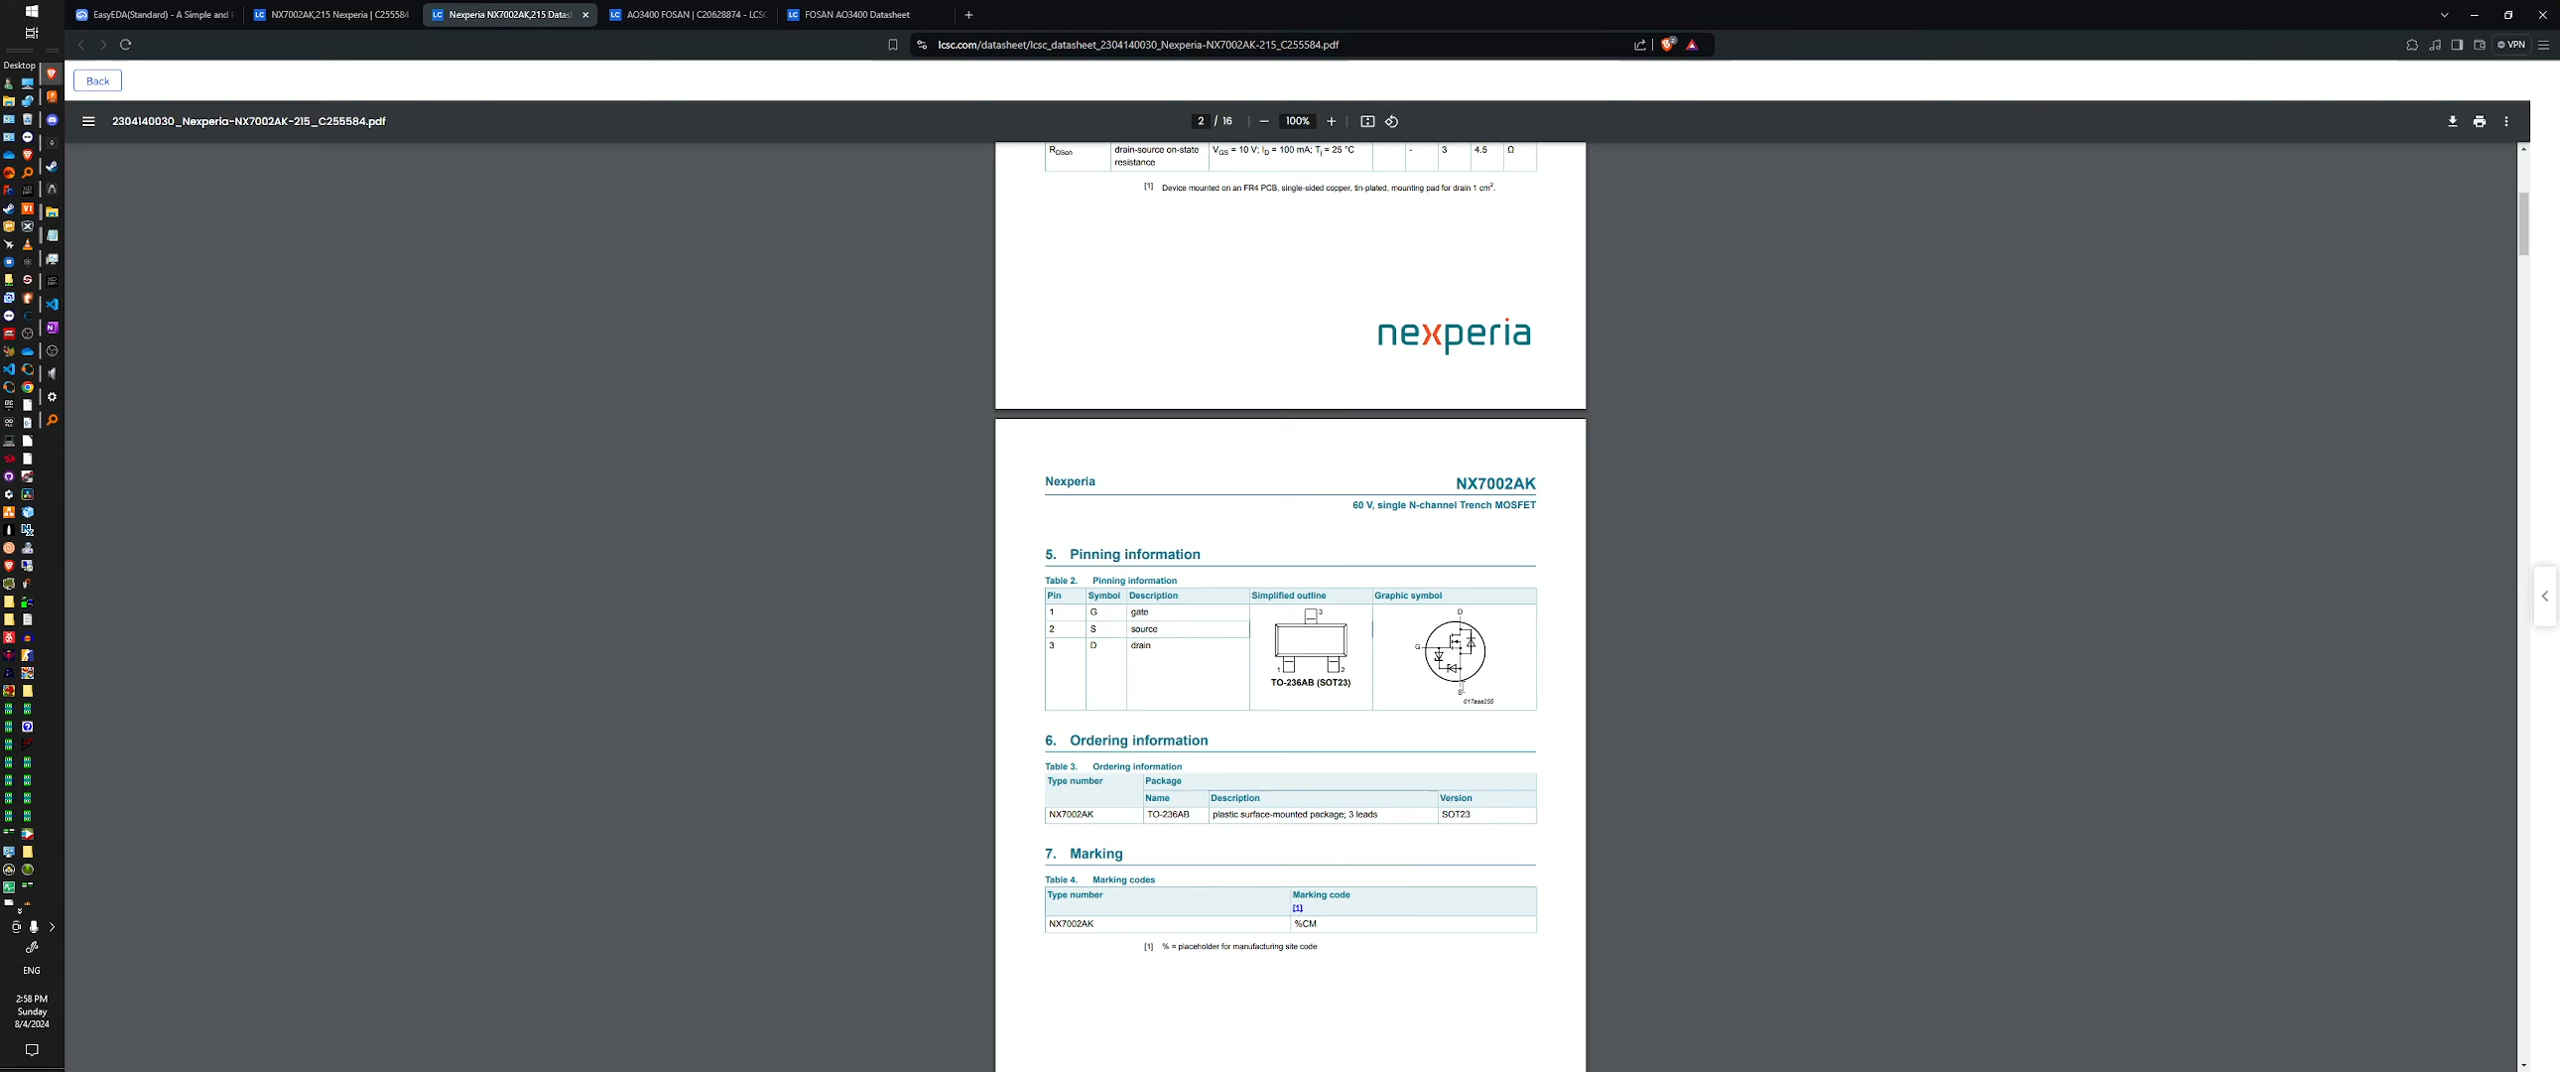 EasyEDA(Standard) - A Simple and
NX7002AK,215 Nexperia | C255584
Nexperia NX7002AK,215 Datas
AO3400 FOSAN | C20628874 - LCSC
FOSAN AO3400 Datasheet
lcsc.com/datasheet/lcsc_datasheet_2304140030_Nexperia-NX7002AK-215_C255584.pdf
VPN
Desktop
Back
2304140030_Nexperia-NX7002AK-215_C255584.pdf
2 / 16
100%
RDSon drain-source on-state resistance VGS = 10 V; ID = 100 mA; Tj = 25 °C - 3 4.5 Ω
[1] Device mounted on an FR4 PCB, single-sided copper, tin-plated, mounting pad for drain 1 cm².
nexperia
Nexperia NX7002AK
60 V, single N-channel Trench MOSFET
5. Pinning information
Table 2. Pinning information
Pin Symbol Description Simplified outline Graphic symbol
1 G gate
2 S source
3 D drain
3
1 2
TO-236AB (SOT23)
D
G
S
017aaa255
6. Ordering information
Table 3. Ordering information
Type number Package
Name Description Version
NX7002AK TO-236AB plastic surface-mounted package; 3 leads SOT23
7. Marking
Table 4. Marking codes
Type number Marking code
[1]
NX7002AK %CM
[1] % = placeholder for manufacturing site code
ENG
2:58 PM
Sunday
8/4/2024